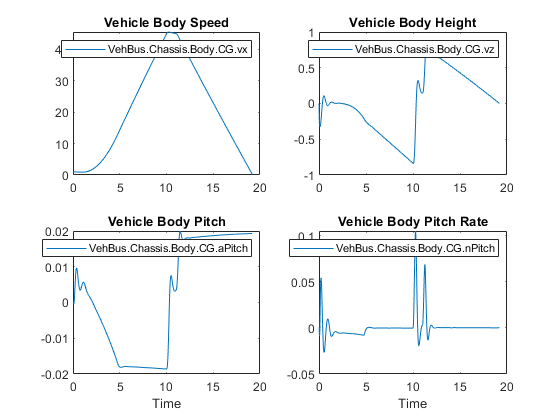 Vehicle Body Speed
VehBus.Chassis.Body.CG.vx
4
30
20
10
0
0 5 10 15 20
Vehicle Body Height
1
VehBus.Chassis.Body.CG.vz
0.5
0
-0.5
-1
0 5 10 15 20
Vehicle Body Pitch
0.02
VehBus.Chassis.Body.CG.aPitch
0.01
0
-0.01
-0.02
0 5 10 15 20
Time
Vehicle Body Pitch Rate
0.1
VehBus.Chassis.Body.CG.nPitch
0.05
0
-0.05
0 5 10 15 20
Time